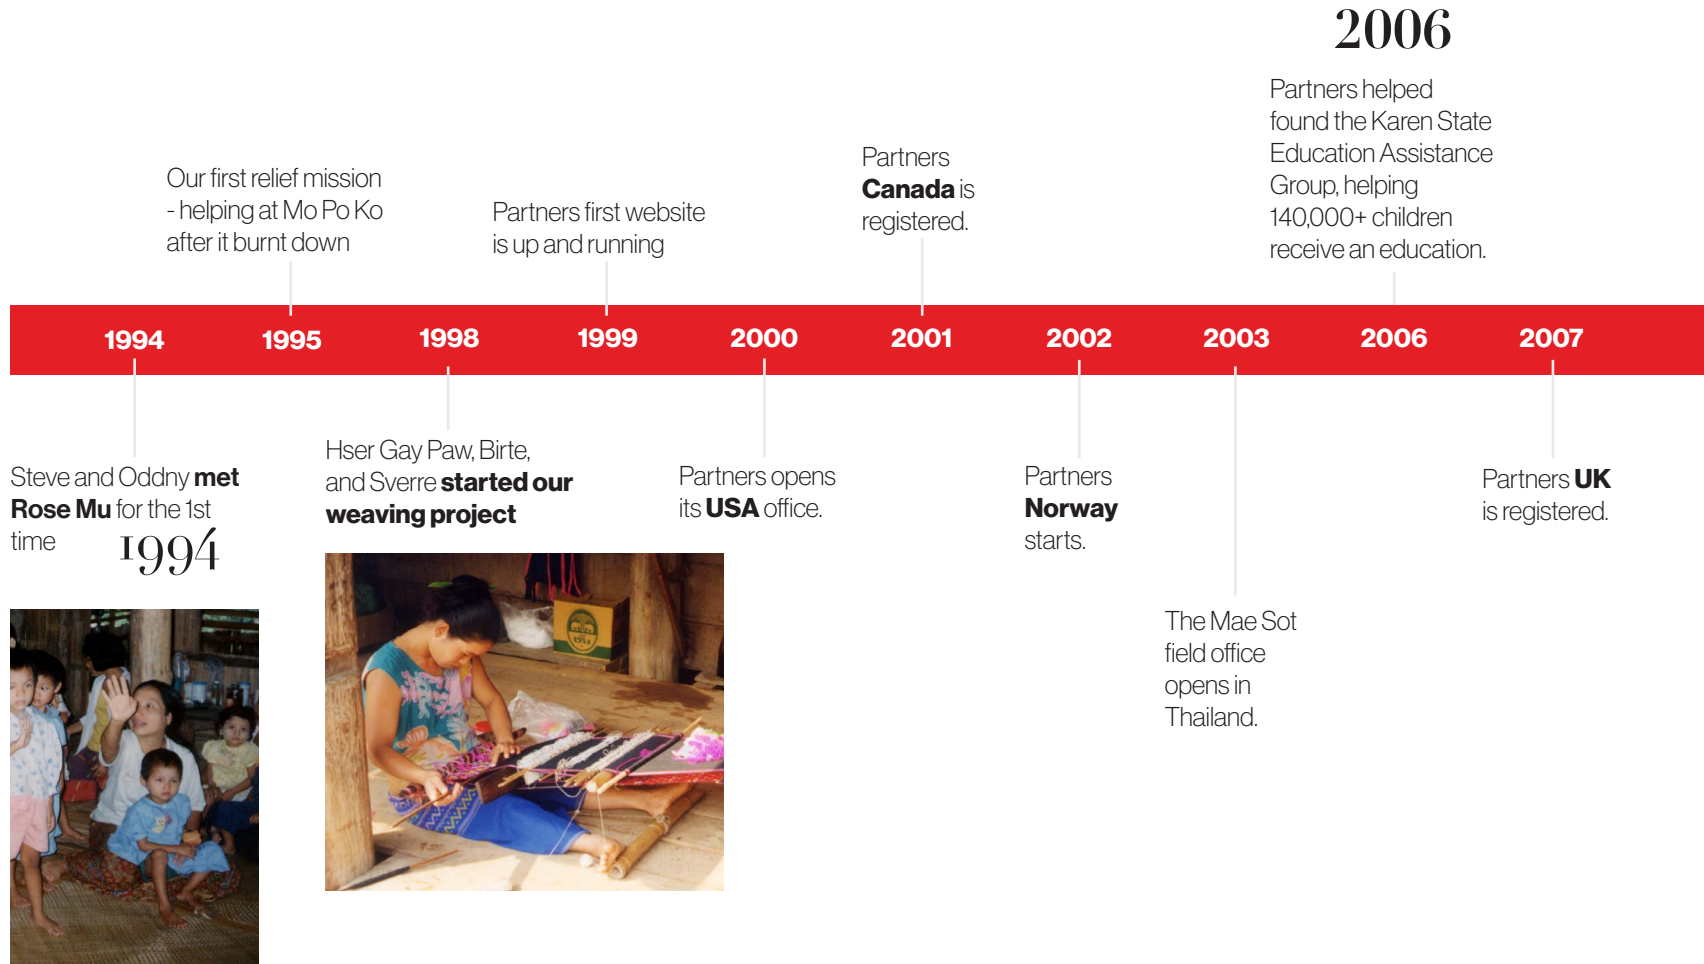 2006
Partners helped
found the Karen State
Education Assistance
Group, helping
140,000+ children
receive an education.
Our first relief mission
- helping at Mo Po Ko
after it burnt down
Partners first website
is up and running
Partners
Canada is
registered.
1994 1995 1998 1999 2000 2001 2002 2003 2006 2007
Steve and Oddny met
Rose Mu for the 1st
time
1994
Hser Gay Paw, Birte,
and Sverre started our
weaving project
Partners opens
its USA office.
Partners
Norway
starts.
The Mae Sot
field office
opens in
Thailand.
Partners UK
is registered.